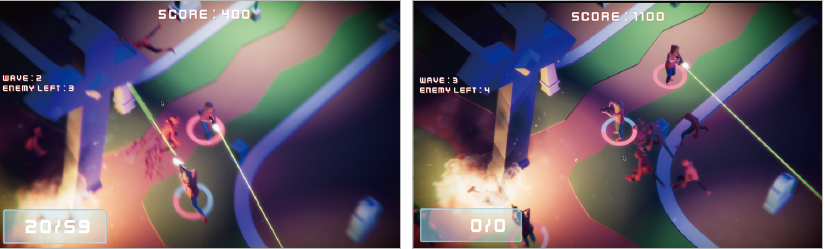 SCORE:400
WAVE:2
ENEMY LEFT:3
20/59
SCORE:1100
WAVE:3
ENEMY LEFT:4
0/0